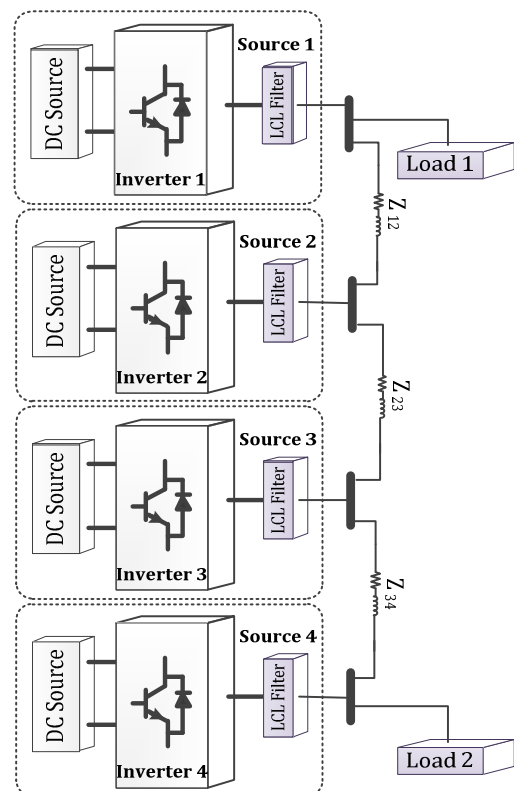 Source 1
DC Source
LCL Filter
Inverter 1
Load 1
Z12
Source 2
DC Source
LCL Filter
Inverter 2
Z23
Source 3
DC Source
LCL Filter
Inverter 3
Z34
Source 4
DC Source
LCL Filter
Inverter 4
Load 2